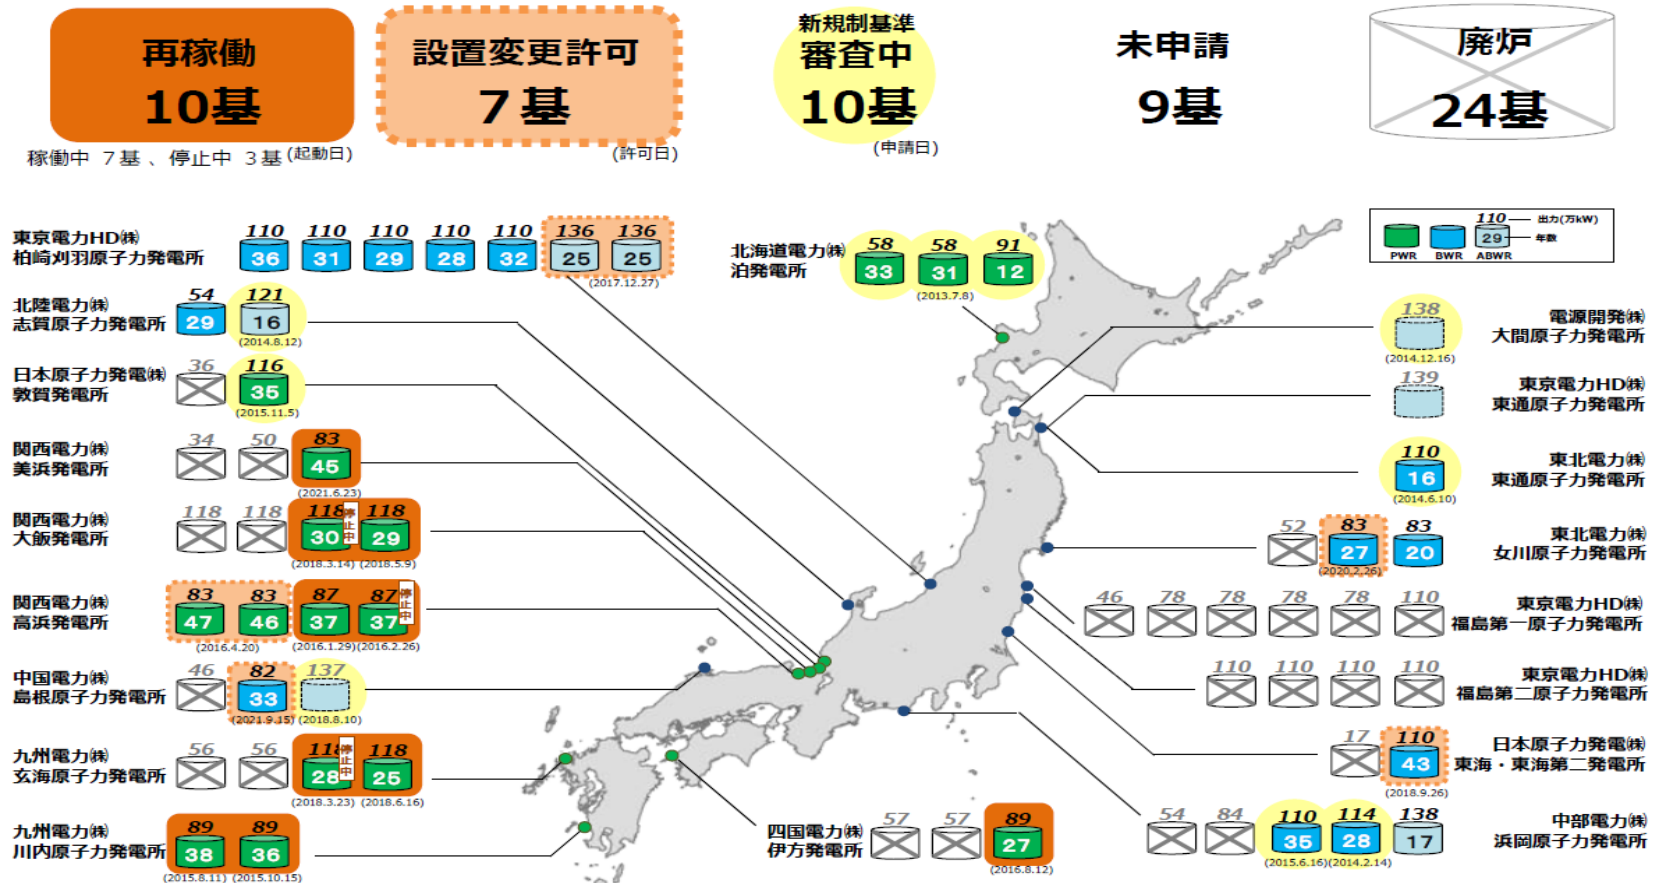 再稼働
10基
稼働中 7基 、停止中 3基
(起動日)
設置変更許可
7基
(許可日)
新規制基準
審査中
10基
(申請日)
未申請
9基
廃炉
24基
110
出力(万kW)
29
年数
PWR BWR ABWR
東京電力HD㈱
柏崎刈羽原子力発電所
110 110 110 110 110 136 136
36 31 29 28 32 25 25
(2017.12.27)
北陸電力㈱
志賀原子力発電所
54 121
29 16
(2014.8.12)
日本原子力発電㈱
敦賀発電所
36 116
35
(2015.11.5)
関西電力㈱
美浜発電所
34 50 83
45
(2021.6.23)
関西電力㈱
大飯発電所
118 118 118 118
30 29
停止中
(2018.3.14) (2018.5.9)
関西電力㈱
高浜発電所
83 83 87 87
47 46 37 37
停止中
(2016.4.20) (2016.1.29) (2016.2.26)
中国電力㈱
島根原子力発電所
46 82 137
33
(2021.9.15) (2018.8.10)
九州電力㈱
玄海原子力発電所
56 56 118 118
28 25
停止中
(2018.3.23) (2018.6.16)
九州電力㈱
川内原子力発電所
89 89
38 36
(2015.8.11) (2015.10.15)
北海道電力㈱
泊発電所
58 58 91
33 31 12
(2013.7.8)
138
電源開発㈱
大間原子力発電所
(2014.12.16)
139
東京電力HD㈱
東通原子力発電所
110
16
東北電力㈱
東通原子力発電所
(2014.6.10)
52 83 83
27 20
東北電力㈱
女川原子力発電所
(2020.2.26)
46 78 78 78 78 110
東京電力HD㈱
福島第一原子力発電所
110 110 110 110
東京電力HD㈱
福島第二原子力発電所
17 110
43
日本原子力発電㈱
東海・東海第二発電所
(2018.9.26)
54 84 110 114 138
35 28 17
中部電力㈱
浜岡原子力発電所
(2015.6.16) (2014.2.14)
四国電力㈱
伊方発電所
57 57 89
27
(2016.8.12)